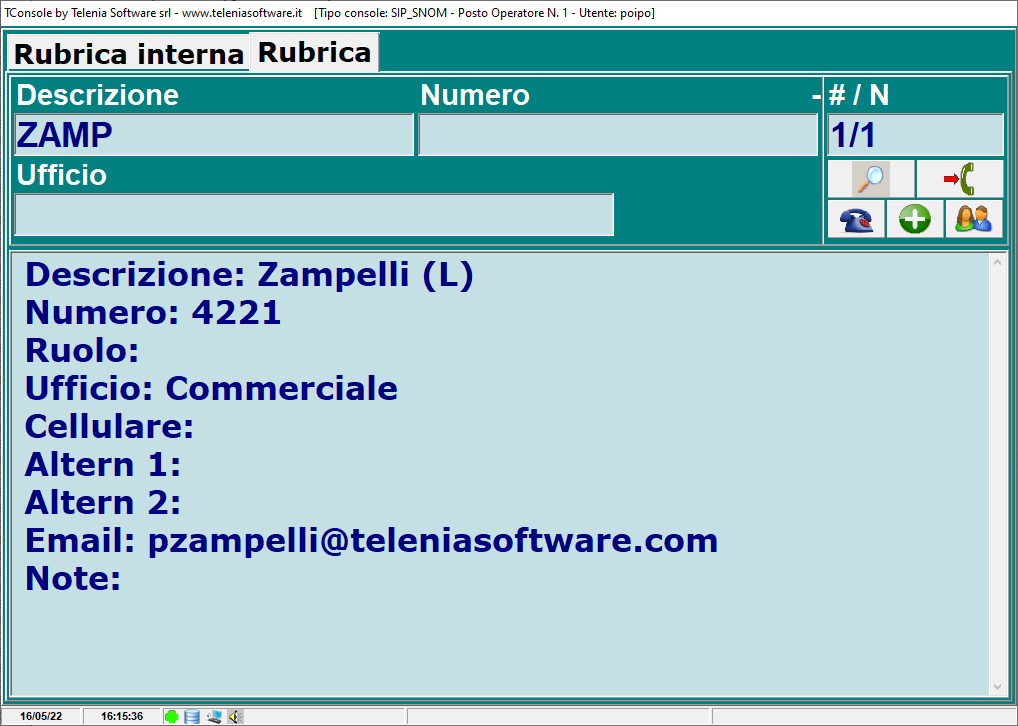 TConsole by Telenia Software srl - www.teleniasoftware.it [Tipo console: SIP_SNOM - Posto Operatore N. 1 - Utente: poipo]
Rubrica interna Rubrica
Descrizione Numero - # / N
ZAMP 1/1
Ufficio
Descrizione: Zampelli (L)
Numero: 4221
Ruolo:
Ufficio: Commerciale
Cellulare:
Altern 1:
Altern 2:
Email: pzampelli@teleniasoftware.com
Note:
16/05/22 16:15:36